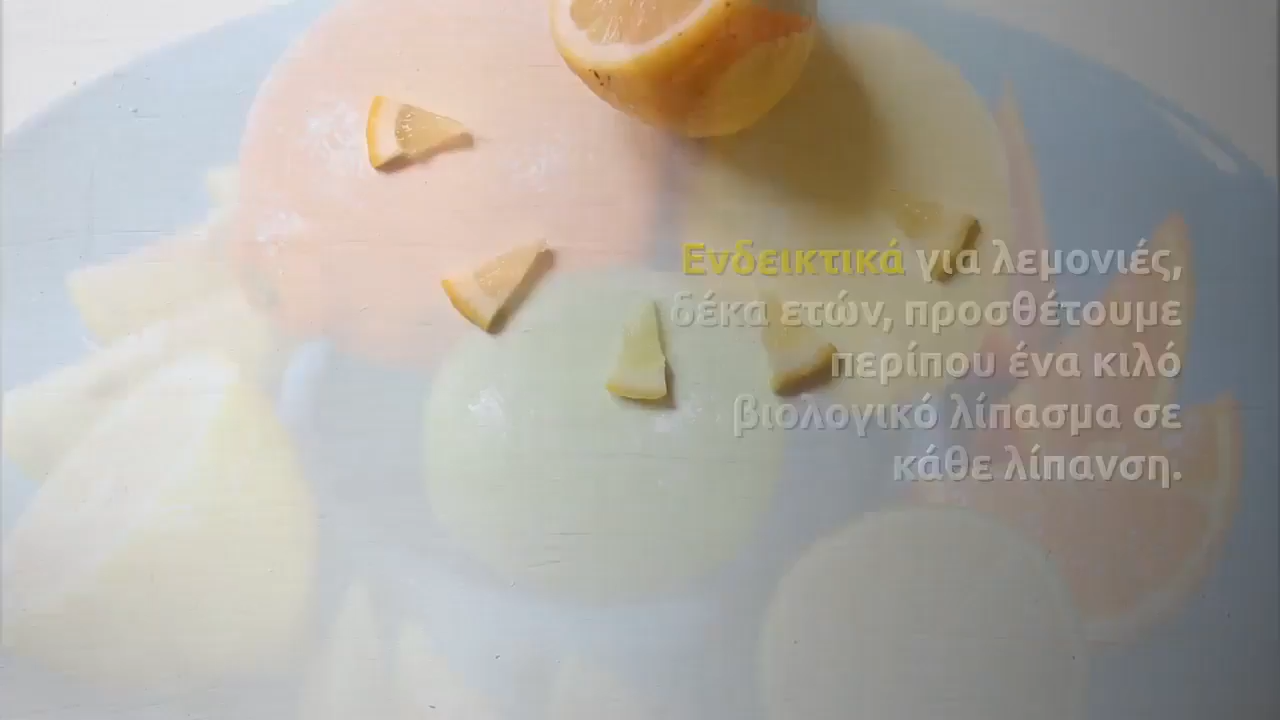 Ενδεικτικά για λεμονιές,
δέκα ετών, προσθέτουμε
περίπου ένα κιλό
βιολογικό λίπασμα σε
κάθε λίπανση.